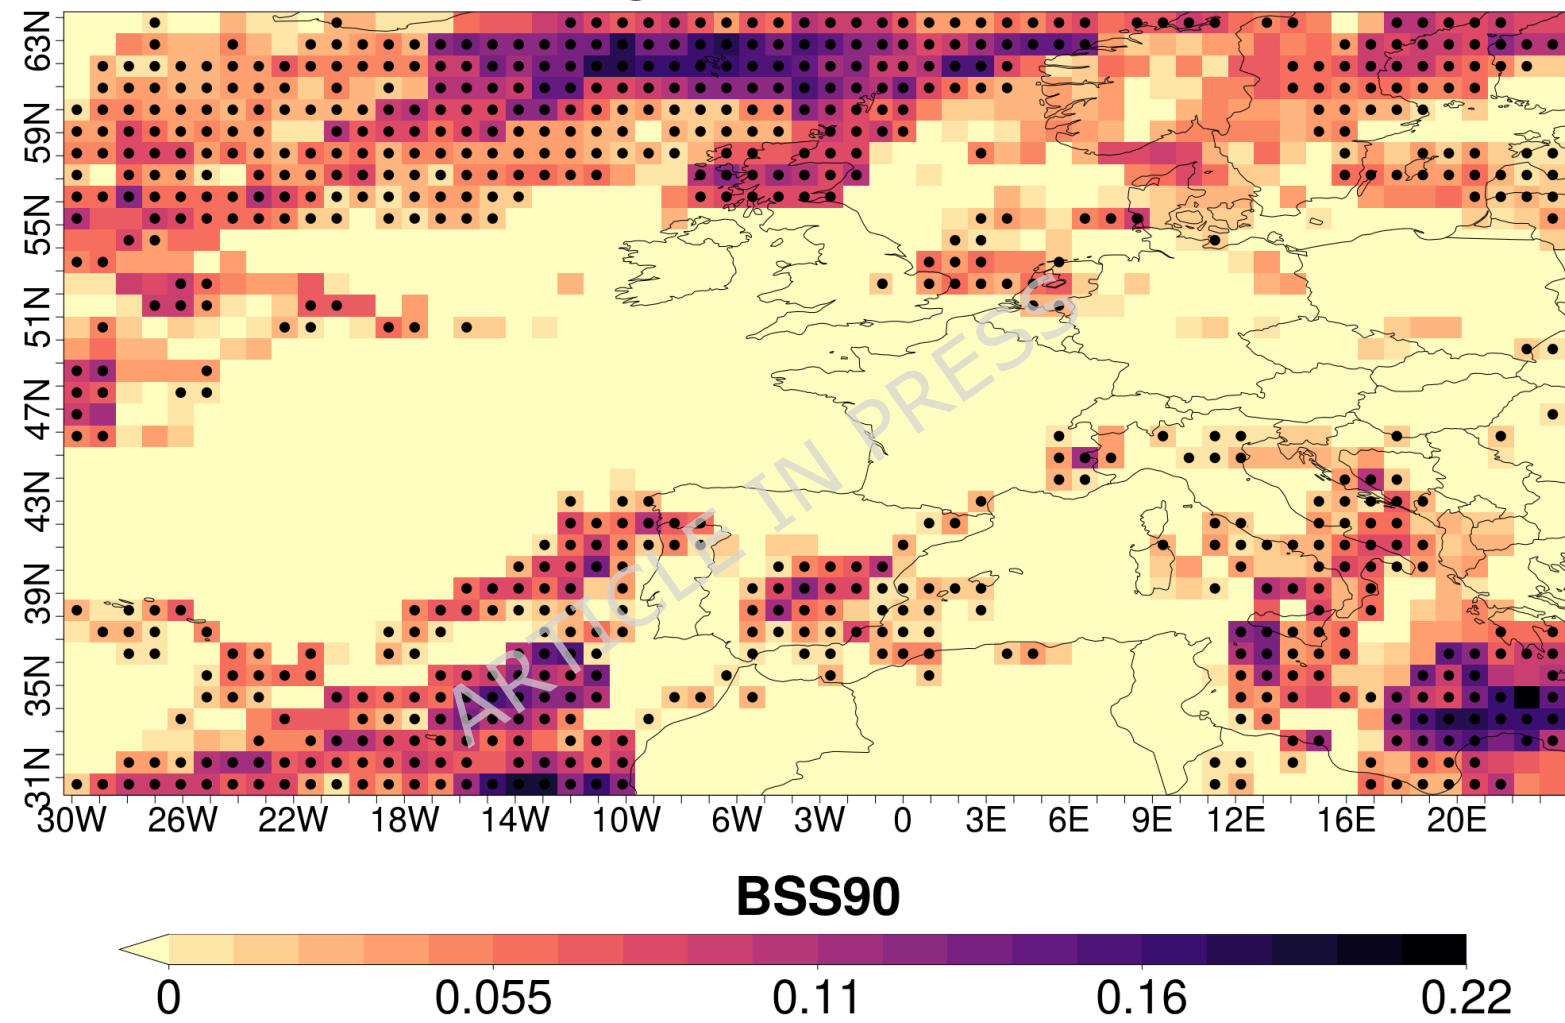 63N
59N
55N
51N
47N
43N
39N
35N
31N
30W 26W 22W 18W 14W 10W 6W 3W 0 3E 6E 9E 12E 16E 20E
ARTICLE IN PRESS
BSS90
0 0.055 0.11 0.16 0.22